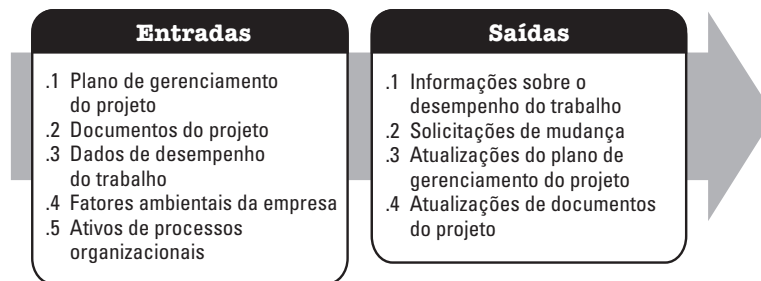 Entradas
.1 Plano de gerenciamento
do projeto
.2 Documentos do projeto
.3 Dados de desempenho
do trabalho
.4 Fatores ambientais da empresa
.5 Ativos de processos
organizacionais
Saídas
.1 Informações sobre o
desempenho do trabalho
.2 Solicitações de mudança
.3 Atualizações do plano de
gerenciamento do projeto
.4 Atualizações de documentos
do projeto